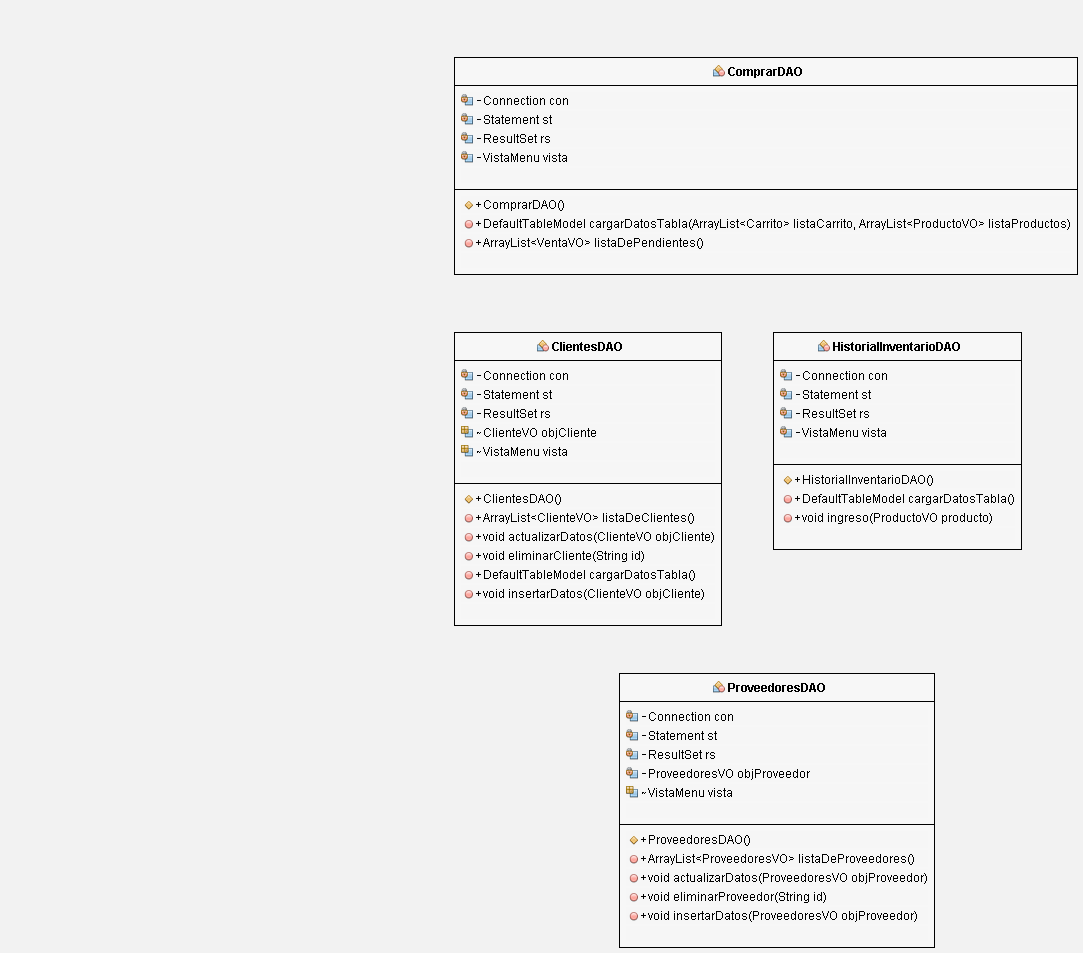 ComprarDAO
-Connection con
-Statement st
-ResultSet rs
-VistaMenu vista
+ComprarDAO()
+DefaultTableModel cargarDatosTabla(ArrayList<Carrito> listaCarrito, ArrayList<ProductoVO> listaProductos)
+ArrayList<VentaVO> listaDePendientes()
ClientesDAO
-Connection con
-Statement st
-ResultSet rs
~ClienteVO objCliente
~VistaMenu vista
+ClientesDAO()
+ArrayList<ClienteVO> listaDeClientes()
+void actualizarDatos(ClienteVO objCliente)
+void eliminarCliente(String id)
+DefaultTableModel cargarDatosTabla()
+void insertarDatos(ClienteVO objCliente)
HistorialInventarioDAO
-Connection con
-Statement st
-ResultSet rs
-VistaMenu vista
+HistorialInventarioDAO()
+DefaultTableModel cargarDatosTabla()
+void ingreso(ProductoVO producto)
ProveedoresDAO
-Connection con
-Statement st
-ResultSet rs
-ProveedoresVO objProveedor
~VistaMenu vista
+ProveedoresDAO()
+ArrayList<ProveedoresVO> listaDeProveedores()
+void actualizarDatos(ProveedoresVO objProveedor)
+void eliminarProveedor(String id)
+void insertarDatos(ProveedoresVO objProveedor)